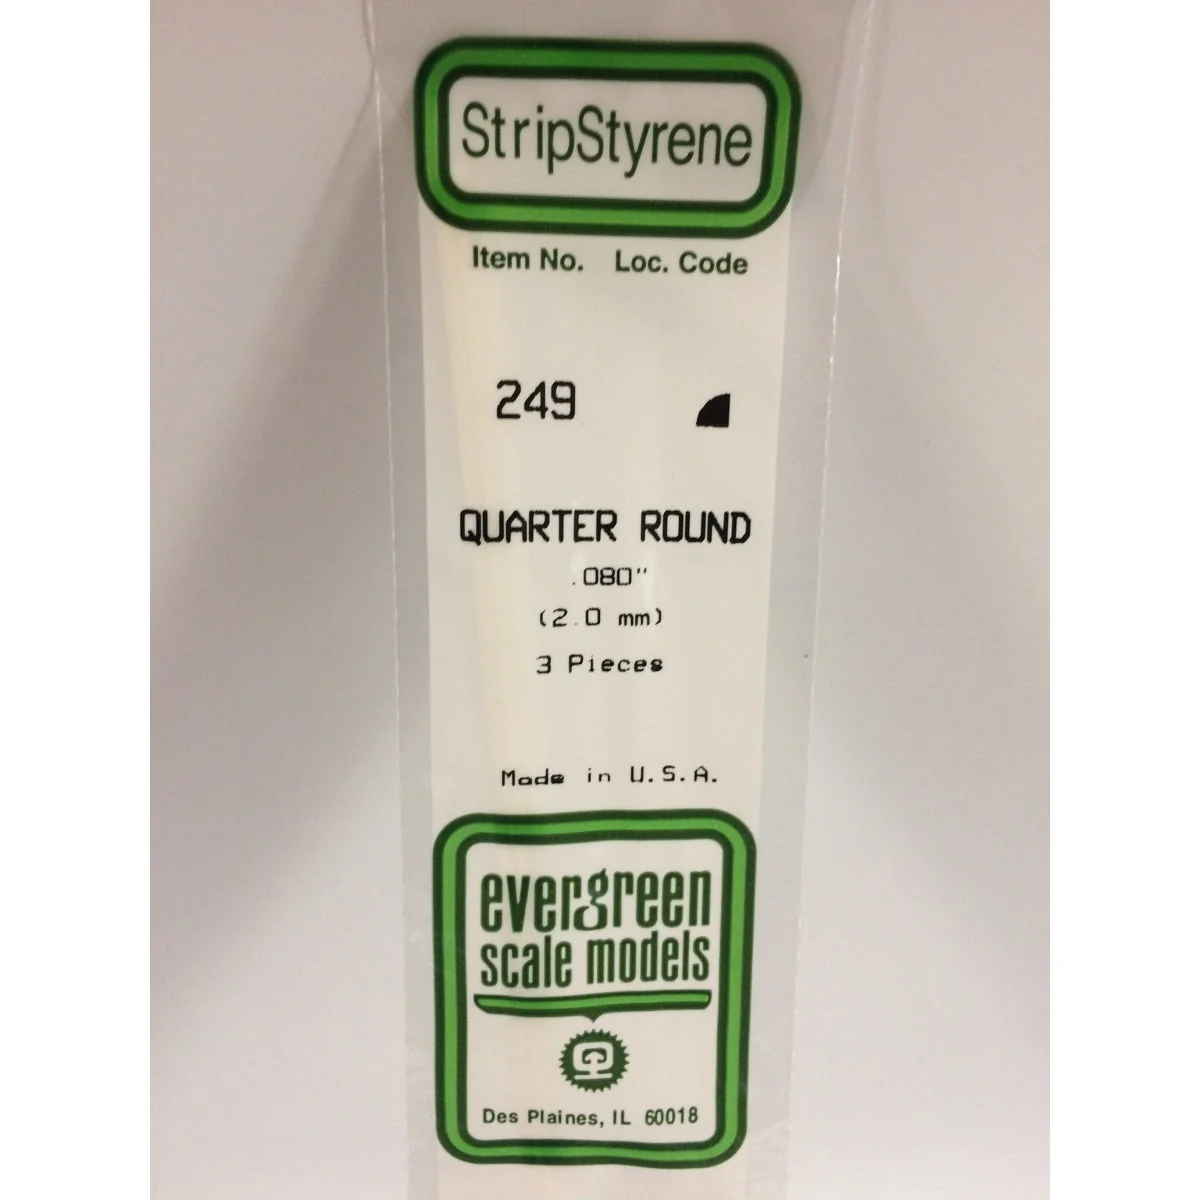 StripStyrene
Item No. Loc. Code
249
QUARTER ROUND
.080"
(2.0 mm)
3 Pieces
Made in U.S.A.
evergreen
scale models
Des Plaines, IL 60018